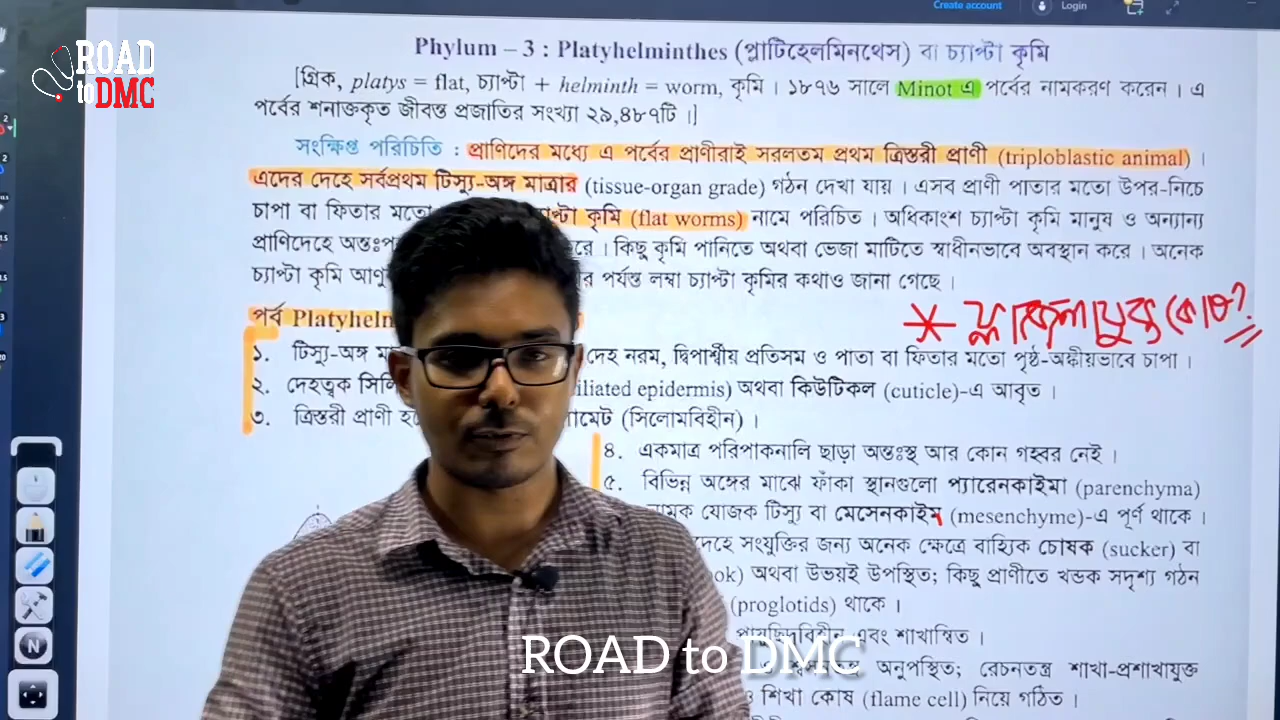 Create account
Login
ROAD
to DMC
Phylum – 3 : Platyhelminthes (প্লাটিহেলমিনথেস) বা চ্যাপ্টা কৃমি
[গ্রিক, platys = flat, চ্যাপ্টা + helminth = worm, কৃমি । ১৮৭৬ সালে Minot এ পর্বের নামকরণ করেন । এ
পর্বের শনাক্তকৃত জীবন্ত প্রজাতির সংখ্যা ২৯,৪৮৭টি ।]
সংক্ষিপ্ত পরিচিতি : প্রাণিদের মধ্যে এ পর্বের প্রাণীরাই সরলতম প্রথম ত্রিস্তরী প্রাণী (triploblastic animal) ।
এদের দেহে সর্বপ্রথম টিস্যু-অঙ্গ মাত্রার (tissue-organ grade) গঠন দেখা যায় । এসব প্রাণী পাতার মতো উপর-নিচে
চাপা বা ফিতার মতো কৃমি (flat worms) নামে পরিচিত । অধিকাংশ চ্যাপ্টা কৃমি মানুষ ও অন্যান্য
প্রাণিদেহে করে । কিছু কৃমি পানিতে অথবা ভেজা মাটিতে স্বাধীনভাবে অবস্থান করে । অনেক
চ্যাপ্টা কৃমি পর্যন্ত লম্বা চ্যাপ্টা কৃমির কথাও জানা গেছে ।
পর্ব
১. টিস্যু-অঙ্গ দেহ নরম, দ্বিপার্শ্বীয় প্রতিসম ও পাতা বা ফিতার মতো পৃষ্ঠ-অঙ্কীয়ভাবে চাপা ।
২. দেহত্বক epidermis) অথবা কিউটিকল (cuticle)-এ আবৃত ।
৩. ত্রিস্তরী প্রাণী (সিলোমবিহীন) ।
৪. একমাত্র পরিপাকনালি ছাড়া অন্তঃস্থ আর কোন গহ্বর নেই ।
৫. বিভিন্ন অঙ্গের মাঝে ফাঁকা স্থানগুলো প্যারেনকাইমা (parenchyma)
নামক যোজক টিস্যু বা মেসেনকাইম (mesenchyme)-এ পূর্ণ থাকে ।
দেহে সংযুক্তির জন্য অনেক ক্ষেত্রে বাহ্যিক চোষক (sucker) বা
অথবা উভয়ই উপস্থিত; কিছু প্রাণীতে খন্ডক সদৃশ্য গঠন
(proglotids) থাকে ।
পায়ুছিদ্রবিহীন এবং শাখান্বিত ।
অনুপস্থিত; রেচনতন্ত্র শাখা-প্রশাখাযুক্ত
ও শিখা কোষ (flame cell) নিয়ে গঠিত ।
ROAD to DMC